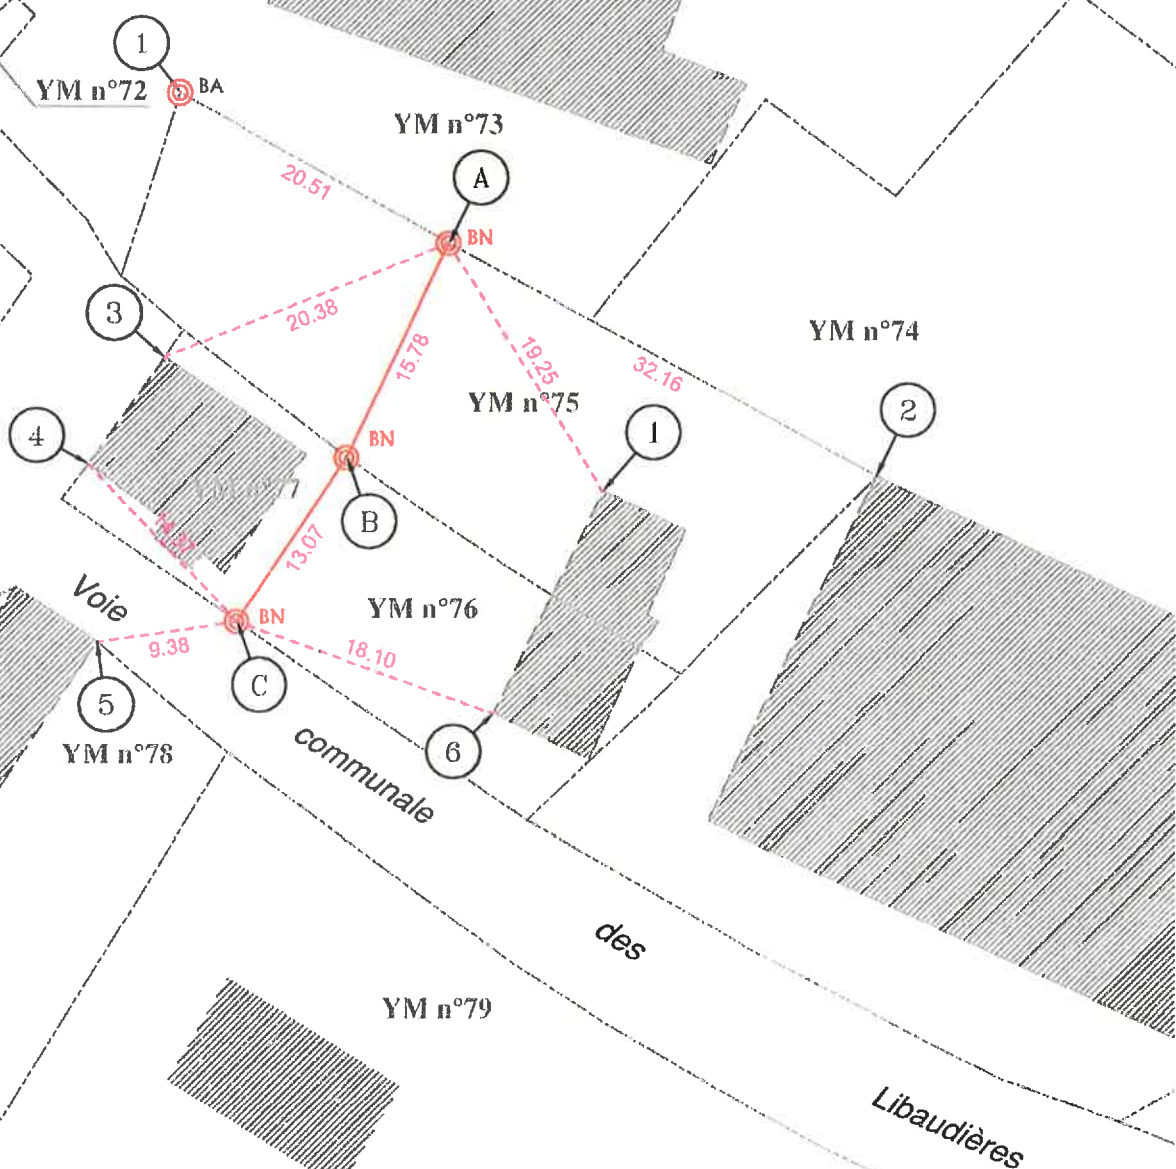 1
BA
YM n°72
YM n°73
A
20.51
BN
3
20.38
15.78
19.25
32.16
YM n°74
YM n°75
2
1
4
BN
B
13.07
Voie
YM n°76
BN
9.38
18.10
C
5
YM n°78
6
communale
des
YM n°79
Libaudières